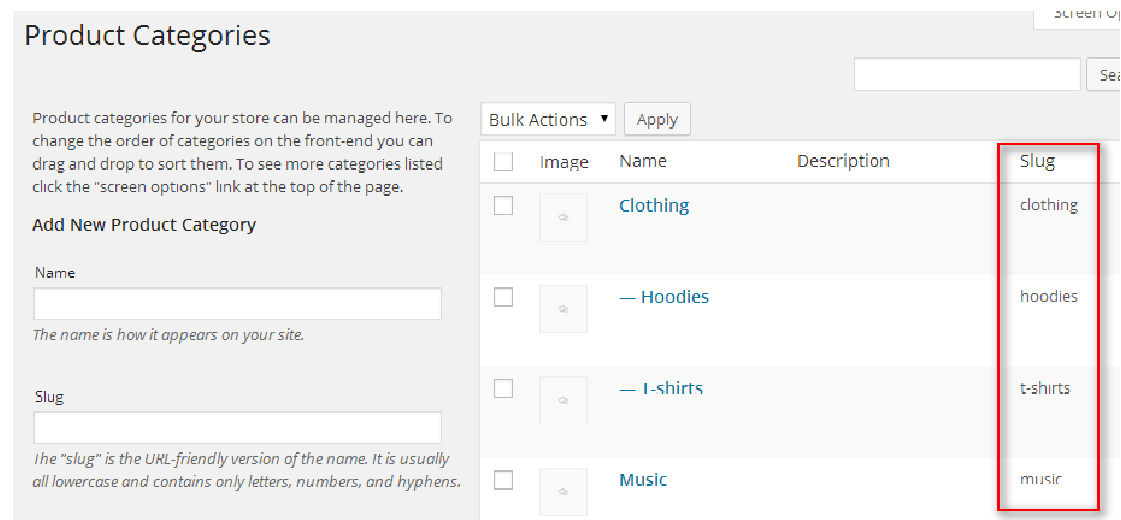 Screen Op
Product Categories
Sea
Product categories for your store can be managed here. To
change the order of categories on the front-end you can
drag and drop to sort them. To see more categories listed
click the "screen options" link at the top of the page.
Add New Product Category
Name
The name is how it appears on your site.
Slug
The "slug" is the URL-friendly version of the name. It is usually
all lowercase and contains only letters, numbers, and hyphens.
Bulk Actions Apply
Image Name Description Slug
Clothing clothing
— Hoodies hoodies
— T-shirts t-shirts
Music music